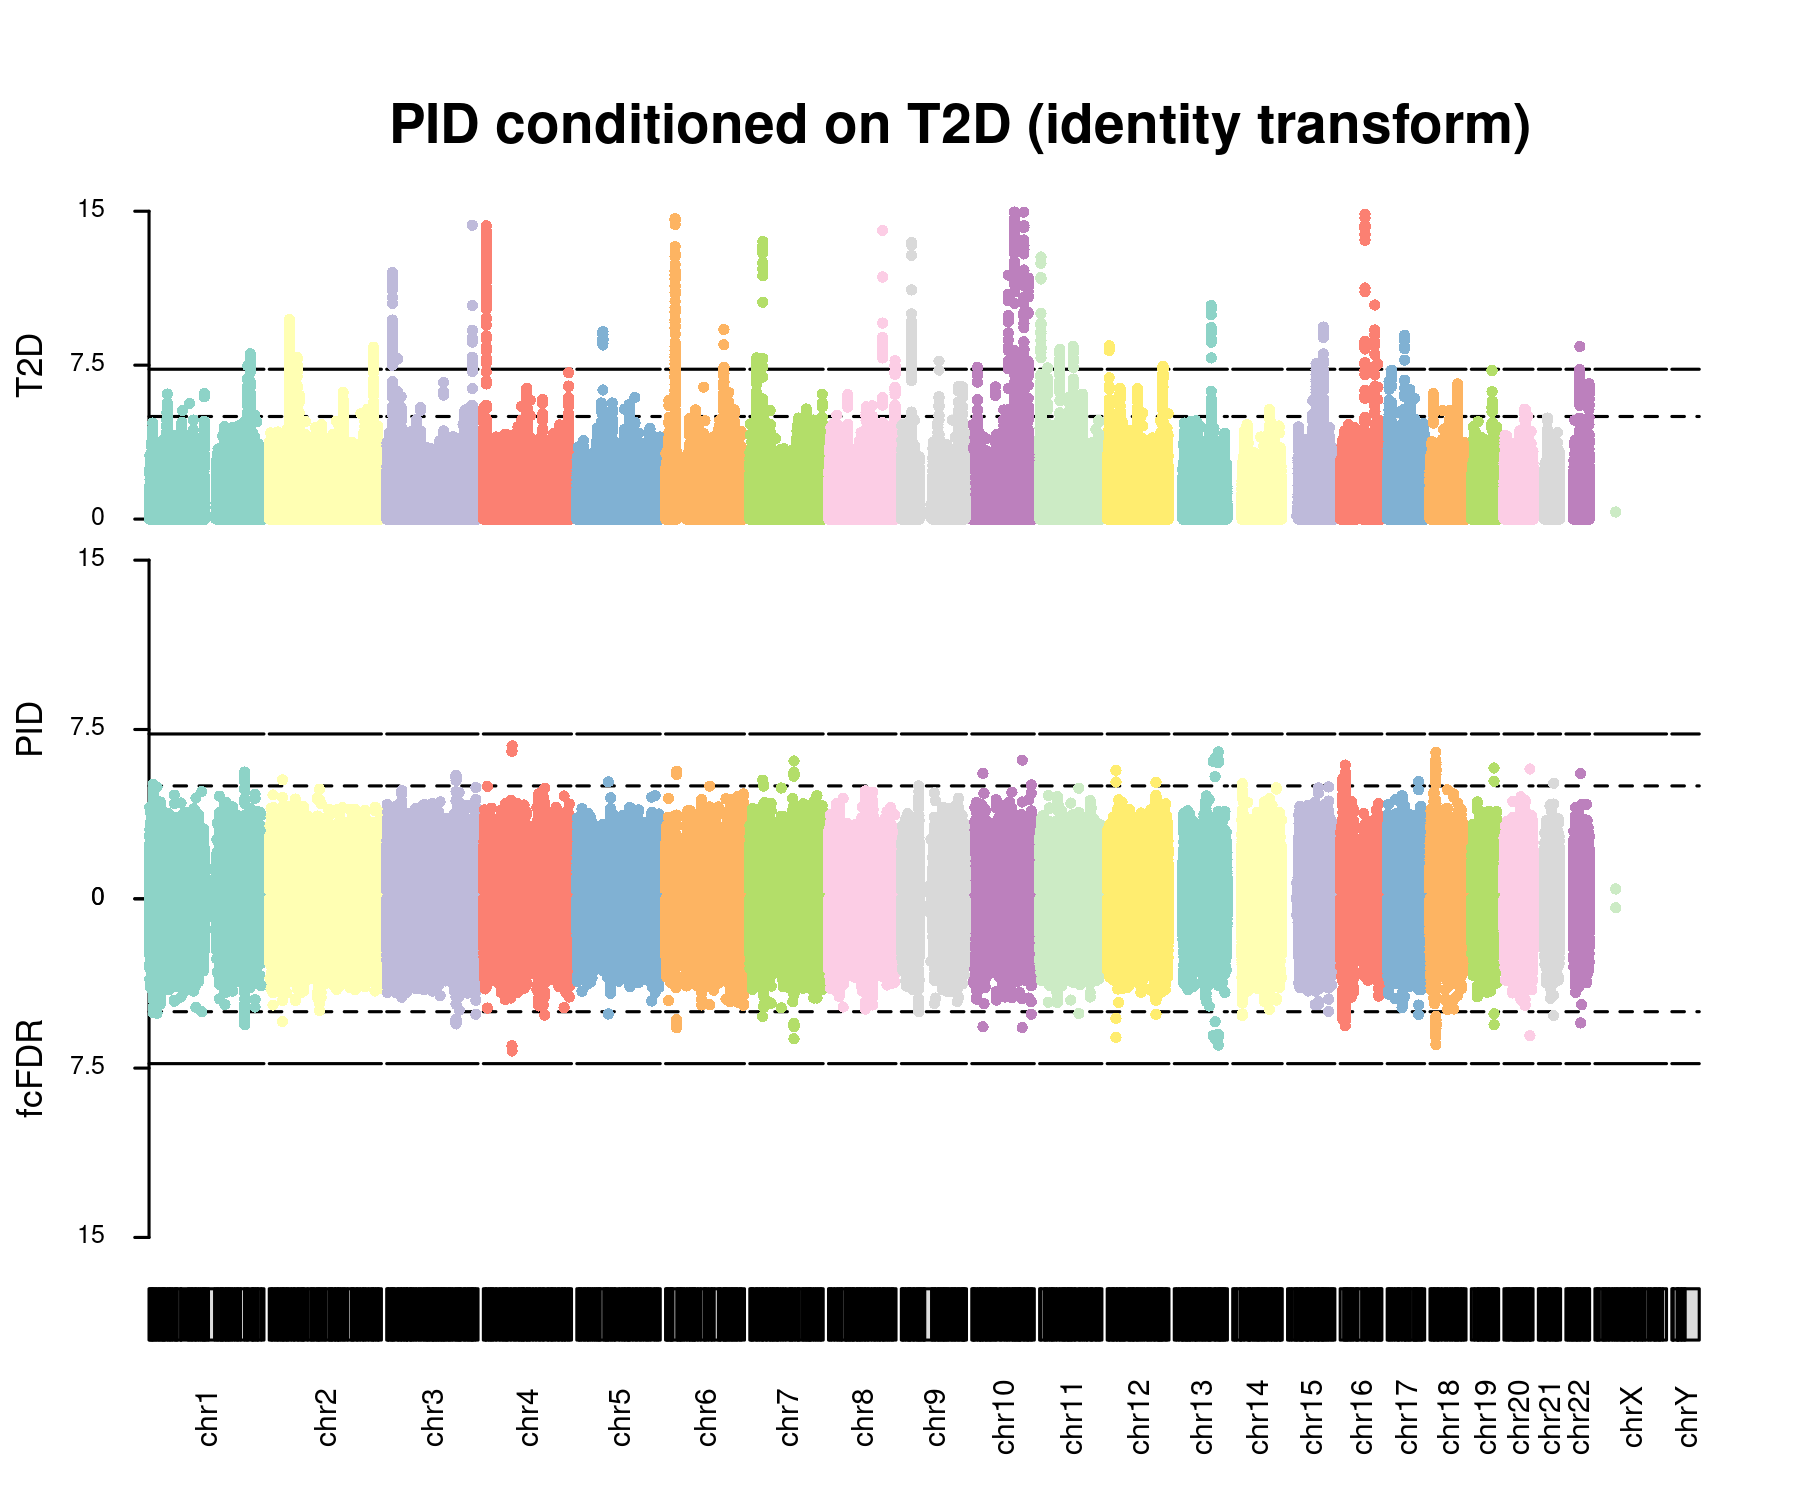 PID conditioned on T2D (identity transform)
T2D
15
7.5
0
PID
15
7.5
0
fcFDR
7.5
15
chr1 chr2 chr3 chr4 chr5 chr6 chr7 chr8 chr9 chr10 chr11 chr12 chr13 chr14 chr15 chr16 chr17 chr18 chr19 chr20 chr21 chr22 chrX chrY